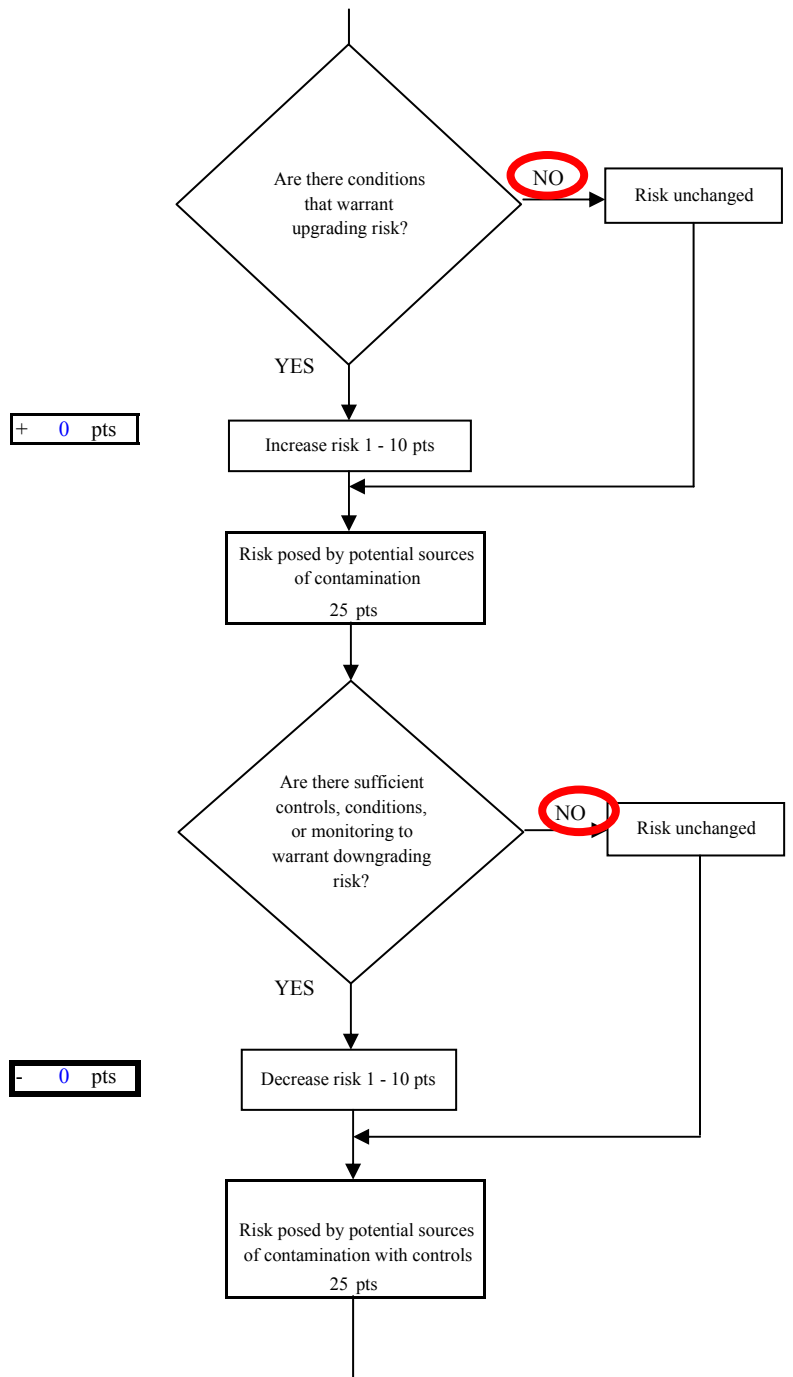 Are there conditions
that warrant
upgrading risk?
NO
Risk unchanged
YES
+ 0 pts
Increase risk 1 - 10 pts
Risk posed by potential sources
of contamination
25 pts
Are there sufficient
controls, conditions,
or monitoring to
warrant downgrading
risk?
NO
Risk unchanged
YES
- 0 pts
Decrease risk 1 - 10 pts
Risk posed by potential sources
of contamination with controls
25 pts